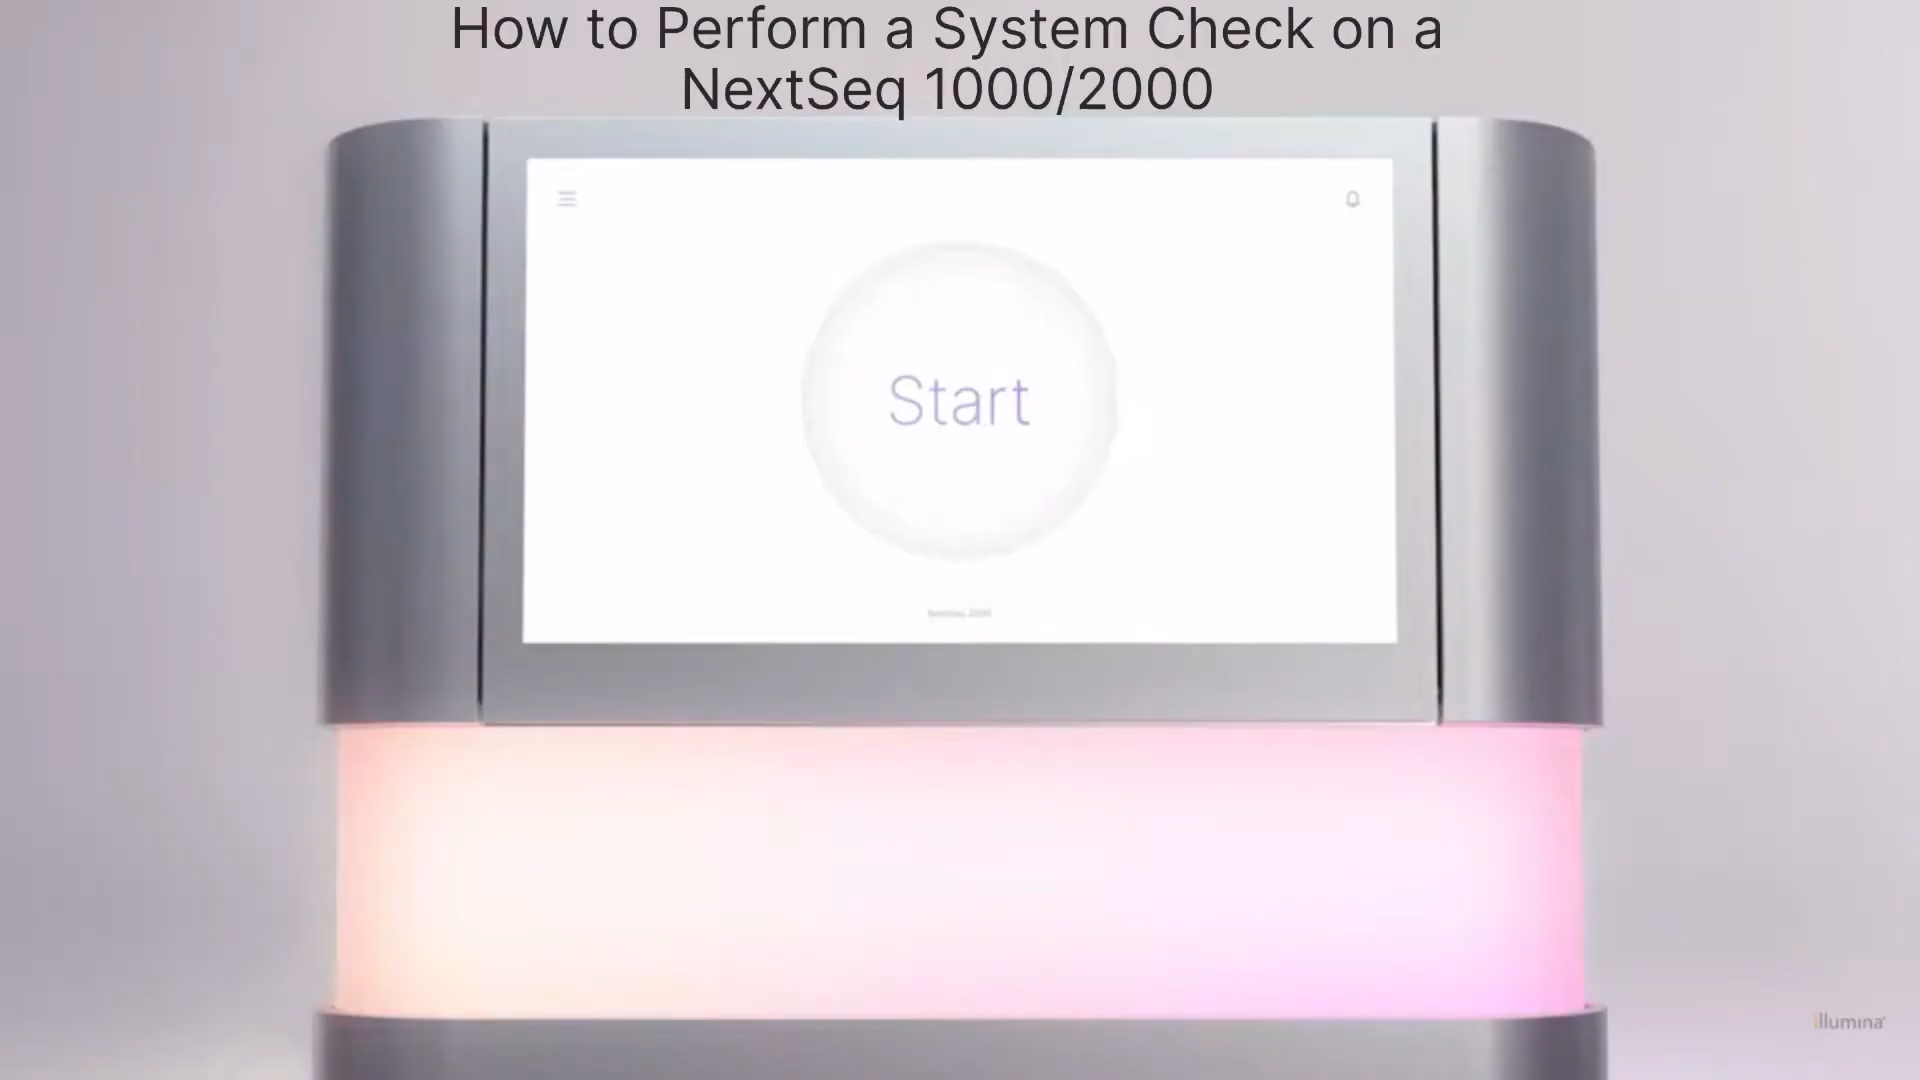 How to Perform a System Check on a
NextSeq 1000/2000
Start
illumina